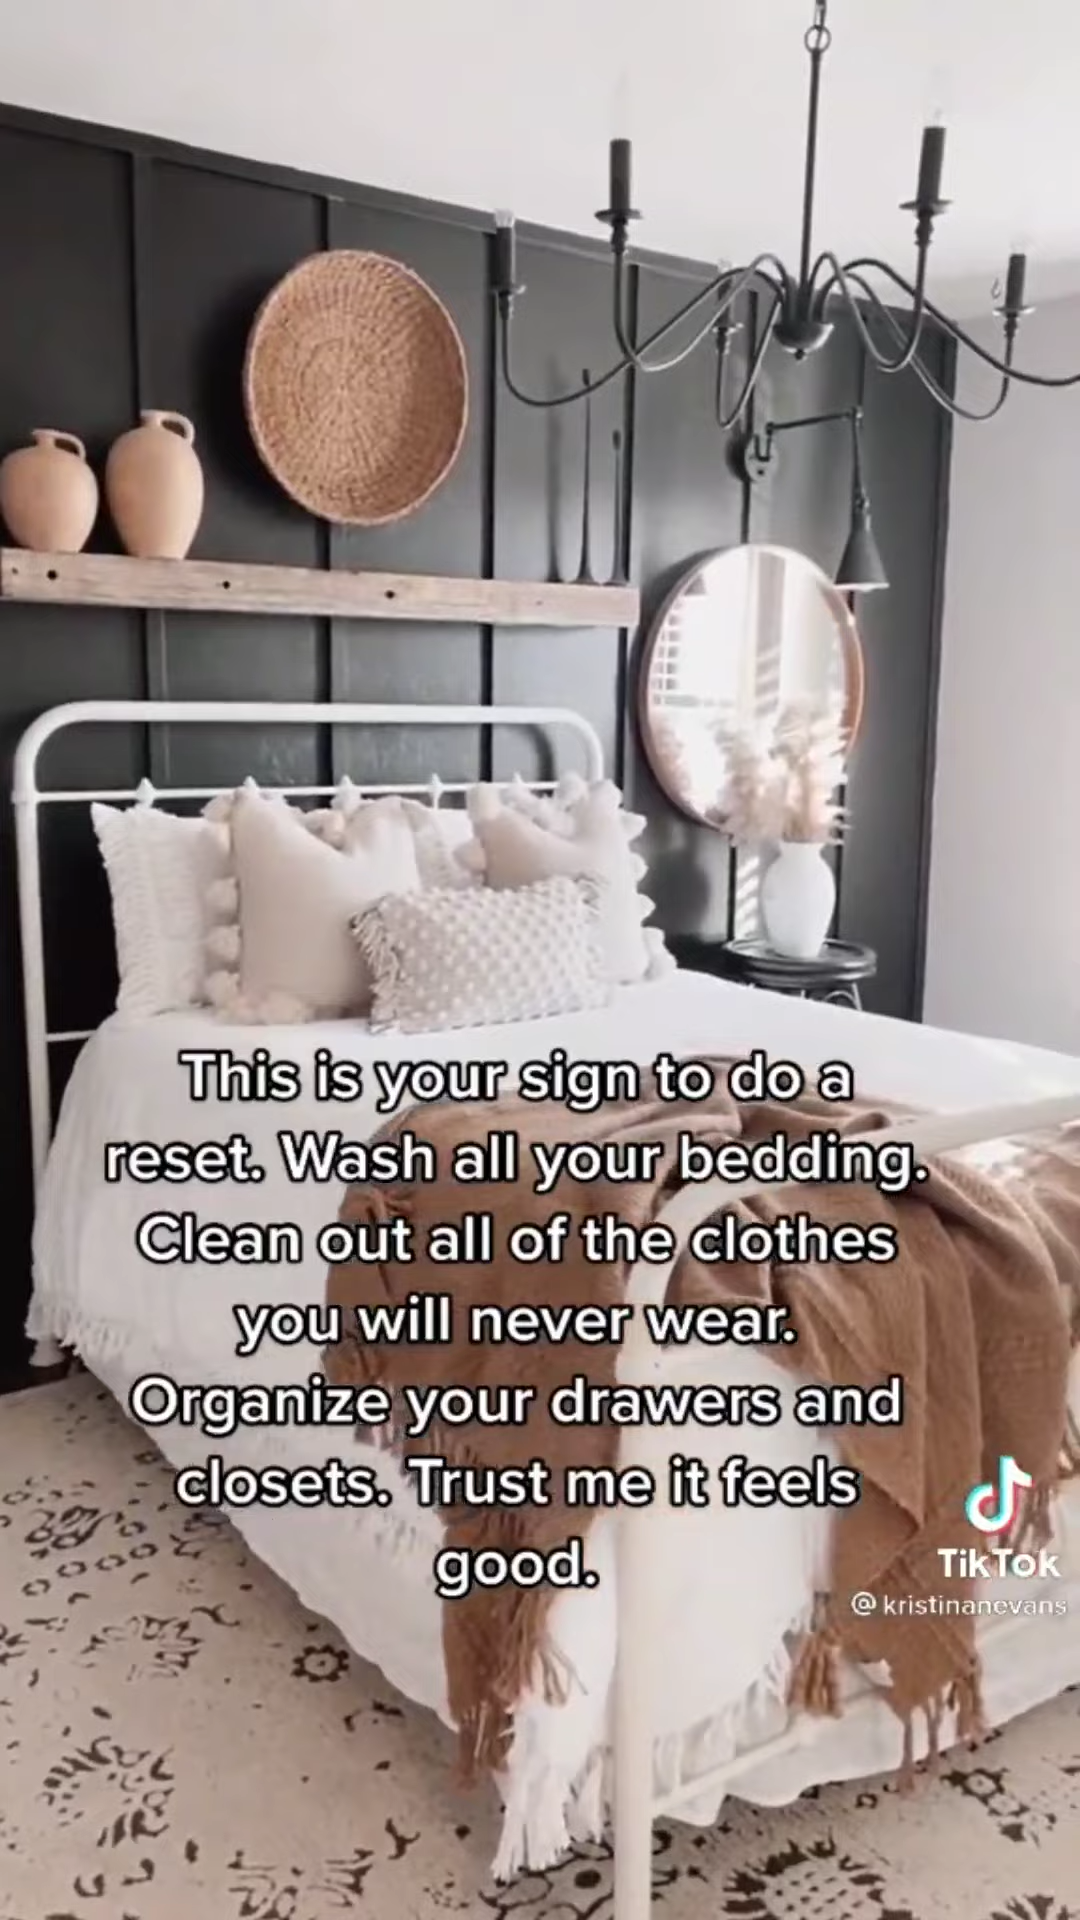 This is your sign to do a
reset. Wash all your bedding.
Clean out all of the clothes
you will never wear.
Organize your drawers and
closets. Trust me it feels
good.
TikTok
@kristinanevans